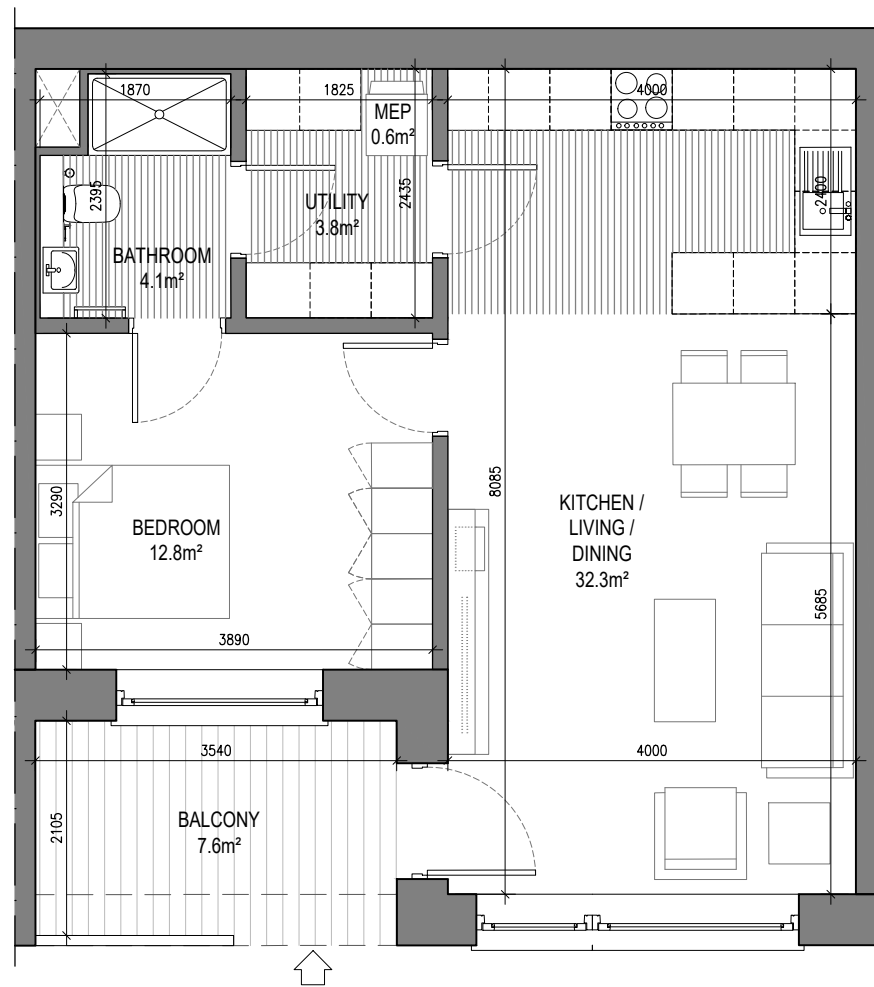 1870
1825
4000
MEP
0.6m²
2395
UTILITY
3.8m²
2435
2400
BATHROOM
4.1m²
3290
BEDROOM
12.8m²
8085
KITCHEN /
LIVING /
DINING
32.3m²
5685
3890
3540
4000
2105
BALCONY
7.6m²